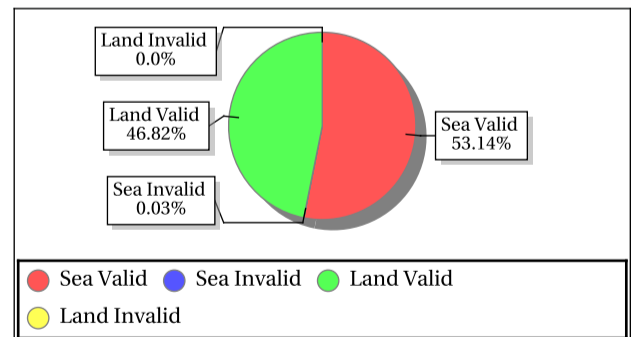 Land Invalid
0.0%
Land Valid
46.82%
Sea Valid
53.14%
Sea Invalid
0.03%
Sea Valid
Sea Invalid
Land Valid
Land Invalid